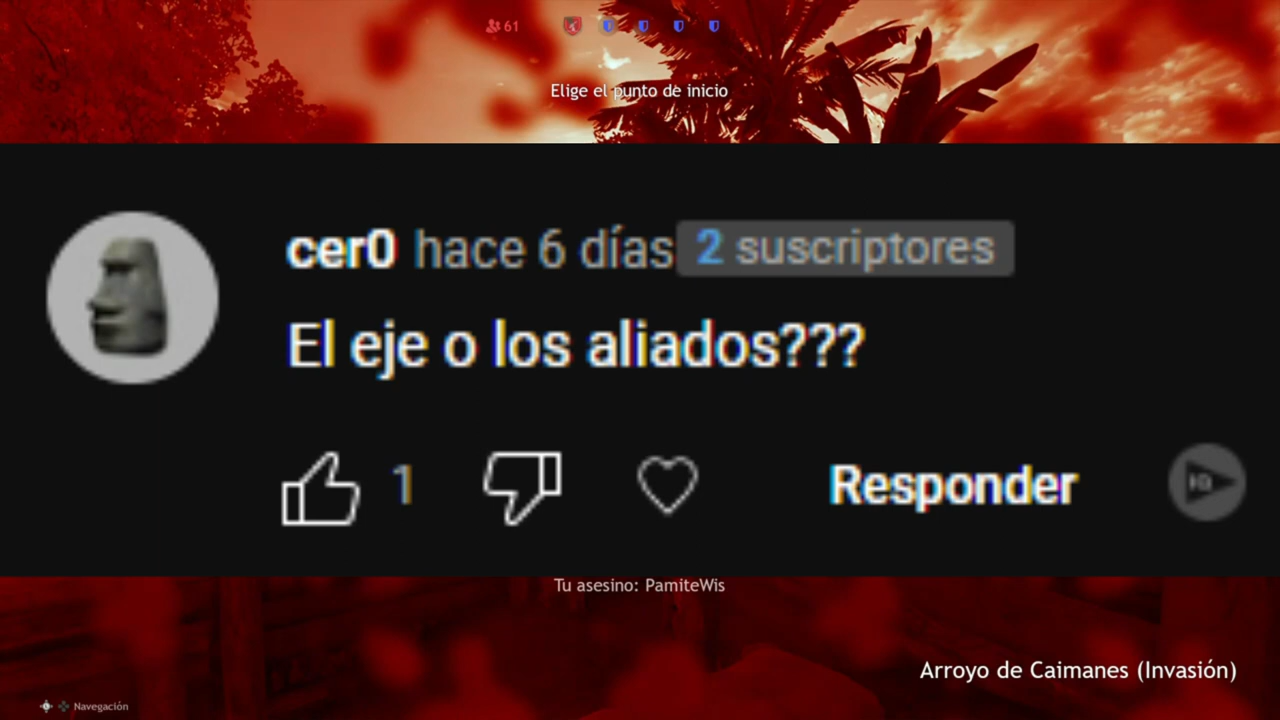 61
Elige el punto de inicio
cer0 hace 6 días 2 suscriptores
El eje o los aliados???
1
Responder
Tu asesino: PamiteWis
Arroyo de Caimanes (Invasión)
Navegación